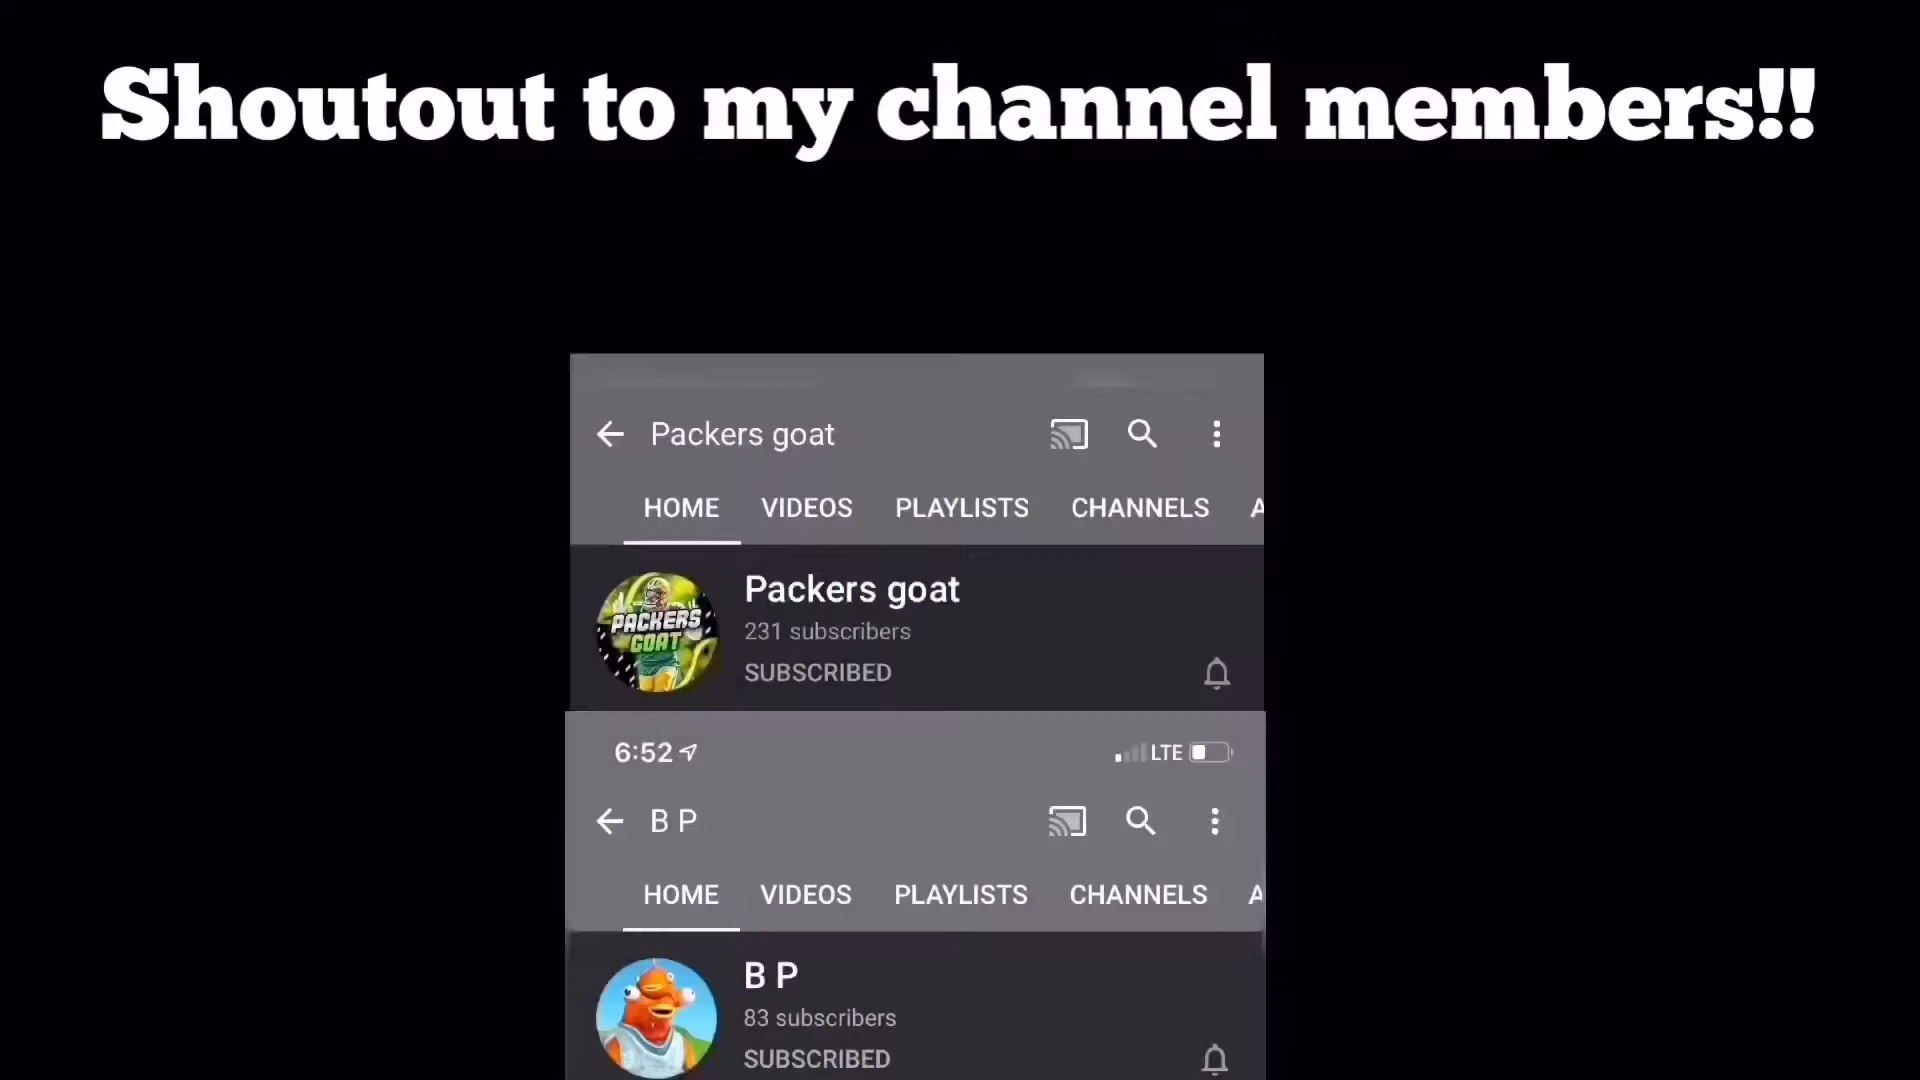 Shoutout to my channel members!!
Packers goat
HOME VIDEOS PLAYLISTS CHANNELS A
PACKERS
GOAT
Packers goat
231 subscribers
SUBSCRIBED
6:52 LTE
B P
HOME VIDEOS PLAYLISTS CHANNELS A
B P
83 subscribers
SUBSCRIBED